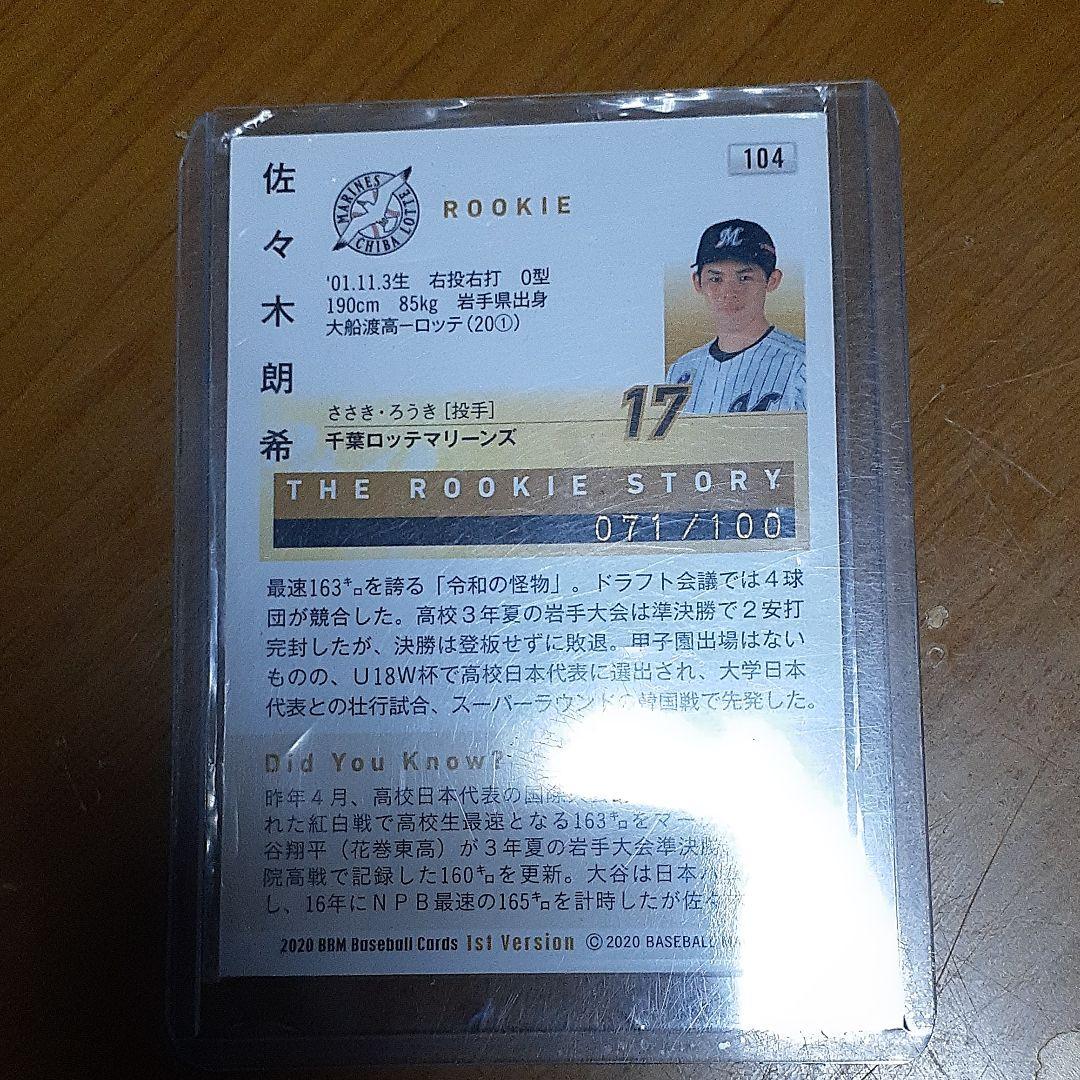 104
佐々木朗希
MARINES
CHIBA LOTTE
ROOKIE
'01.11.3生 右投右打 O型
190cm 85kg 岩手県出身
大船渡高ーロッテ(20①)
M
ささき・ろうき [投手]
17
千葉ロッテマリーンズ
THE ROOKIE STORY
071/100
最速163㌔を誇る「令和の怪物」。ドラフト会議では4球
団が競合した。高校3年夏の岩手大会は準決勝で2安打
完封したが、決勝は登板せずに敗退。甲子園出場はない
ものの、U18W杯で高校日本代表に選出され、大学日本
代表との壮行試合、スーパーラウンドの韓国戦で先発した。
Did You Know?
昨年4月、高校日本代表の国際
れた紅白戦で高校生最速となる163㌔をマー
谷翔平(花巻東高)が3年夏の岩手大会準決勝
院高戦で記録した160㌔を更新。大谷は日本ハ
し、16年にNPB最速の165㌔を計時したが佐々
2020 BBM Baseball Cards 1st Version ©2020 BASEBALL MA